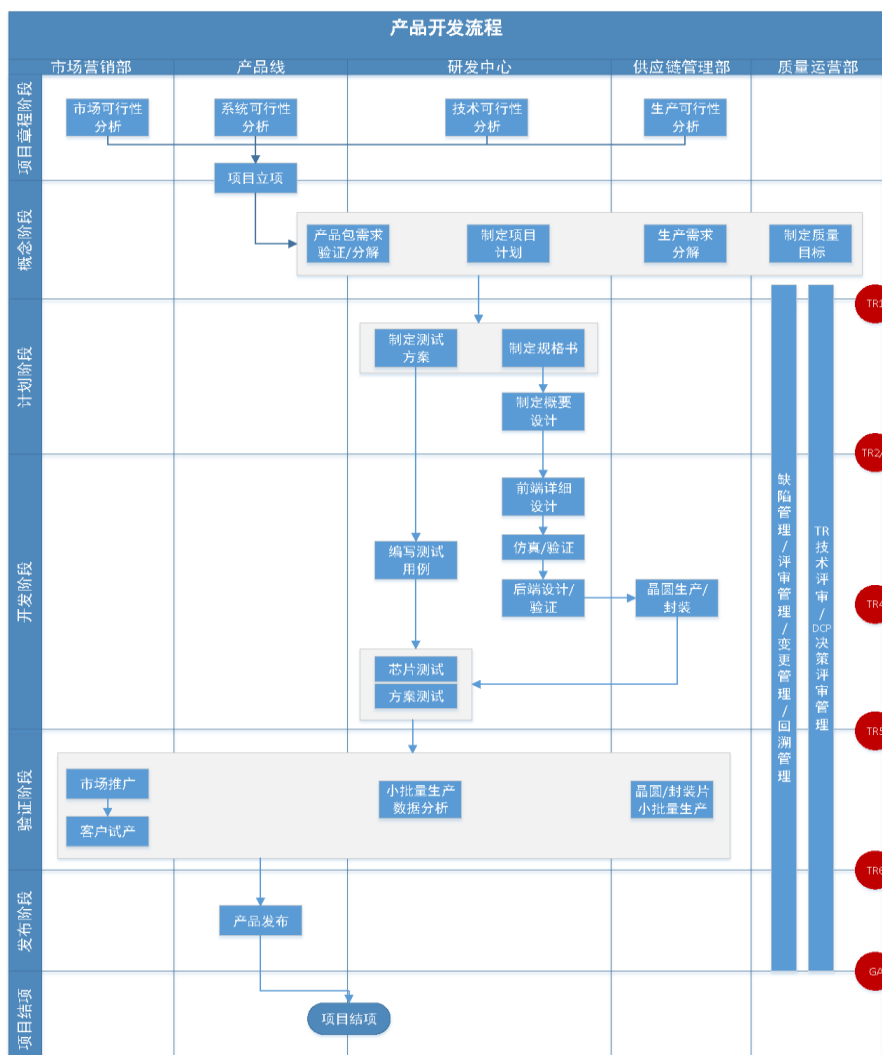 产品开发流程
市场营销部
产品线
研发中心
供应链管理部
质量运营部
项目章程阶段
市场可行性
分析
系统可行性
分析
技术可行性
分析
生产可行性
分析
项目立项
概念阶段
产品包需求
验证/分解
制定项目
计划
生产需求
分解
制定质量
目标
TR1
计划阶段
制定测试
方案
制定规格书
制定概要
设计
TR2/
缺陷管理/评审管理/变更管理/回溯管理
TR技术评审/DCP决策评审管理
开发阶段
前端详细
设计
编写测试
用例
仿真/验证
后端设计/
验证
晶圆生产/
封装
TR4
芯片测试
方案测试
TR5
验证阶段
市场推广
客户试产
小批量生产
数据分析
晶圆/封装片
小批量生产
TR6
发布阶段
产品发布
GA
项目结项
项目结项